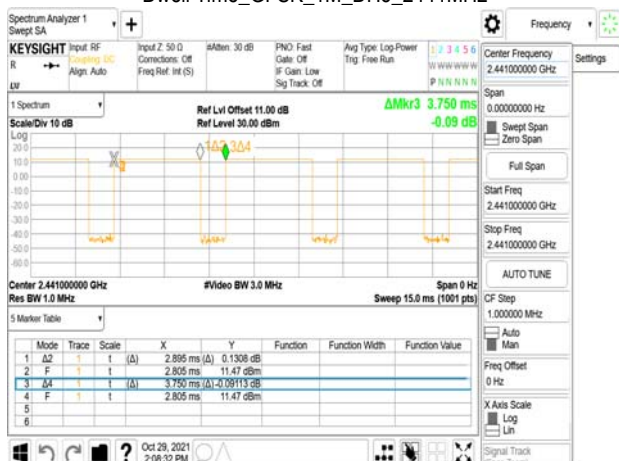 Spectrum Analyzer 1
Swept SA
Frequency
Settings
KEYSIGHT
R
Input: RF
Coupling: DC
Align: Auto
Input Z: 50 Ω
Corrections: Off
Freq Ref: Int (S)
#Atten: 30 dB
PNO: Fast
Gate: Off
IF Gain: Low
Sig Track: Off
Avg Type: Log-Power
Trig: Free Run
1 2 3 4 5 6
W W W W W W
P N N N N N
1 Spectrum
Scale/Div 10 dB
Log
Ref Lvl Offset 11.00 dB
Ref Level 30.00 dBm
ΔMkr3 3.750 ms
-0.09 dB
20.0
10.0
0.00
-10.0
-20.0
-30.0
-40.0
-50.0
-60.0
3Δ4
Center 2.441000000 GHz
Res BW 1.0 MHz
#Video BW 3.0 MHz
Span 0 Hz
Sweep 15.0 ms (1001 pts)
5 Marker Table
Mode Trace Scale X Y Function Function Width Function Value
1 Δ2 1 t (Δ) 2.895 ms (Δ) 0.1308 dB
2 F 1 t 2.805 ms 11.47 dBm
3 Δ4 1 t (Δ) 3.750 ms (Δ) -0.09113 dB
4 F 1 t 2.805 ms 11.47 dBm
5
6
Oct 29, 2021
2:08:32 PM
Center Frequency
2.441000000 GHz
Span
0.00000000 Hz
Swept Span
Zero Span
Full Span
Start Freq
2.441000000 GHz
Stop Freq
2.441000000 GHz
AUTO TUNE
CF Step
1.000000 MHz
Auto
Man
Freq Offset
0 Hz
X Axis Scale
Log
Lin
Signal Track